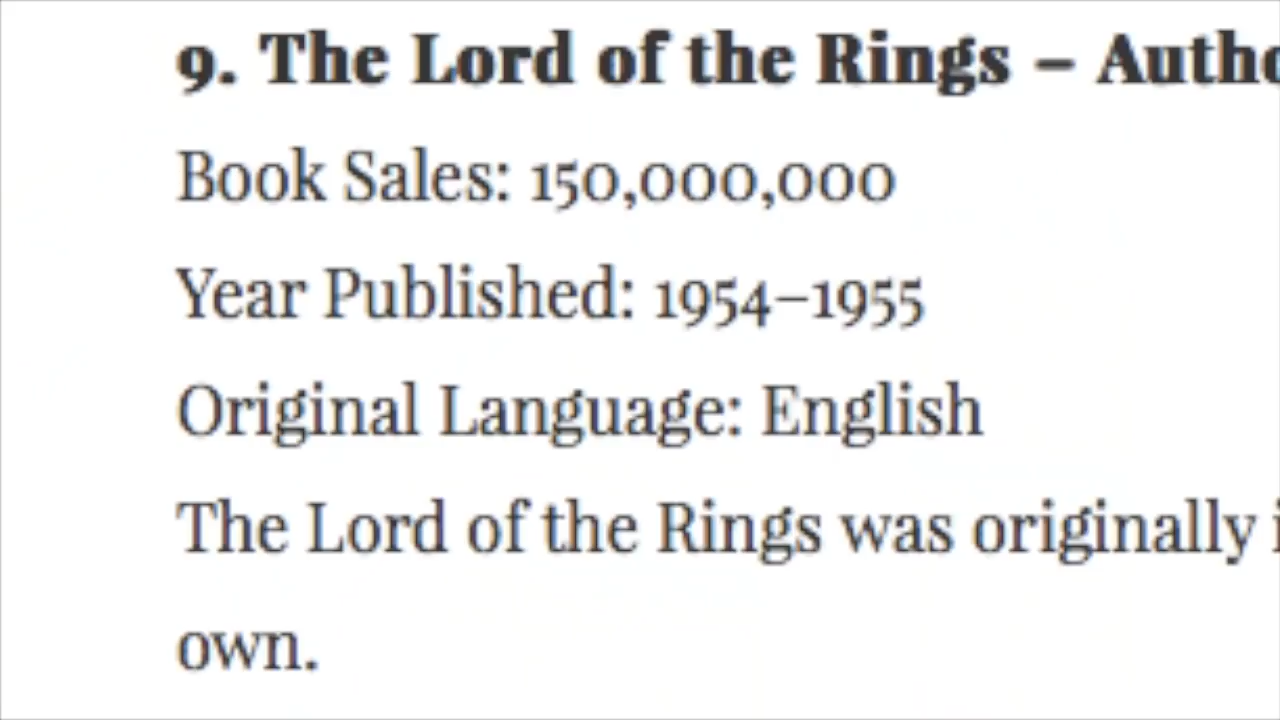 9. The Lord of the Rings – Autho
Book Sales: 150,000,000
Year Published: 1954–1955
Original Language: English
The Lord of the Rings was originally
own.